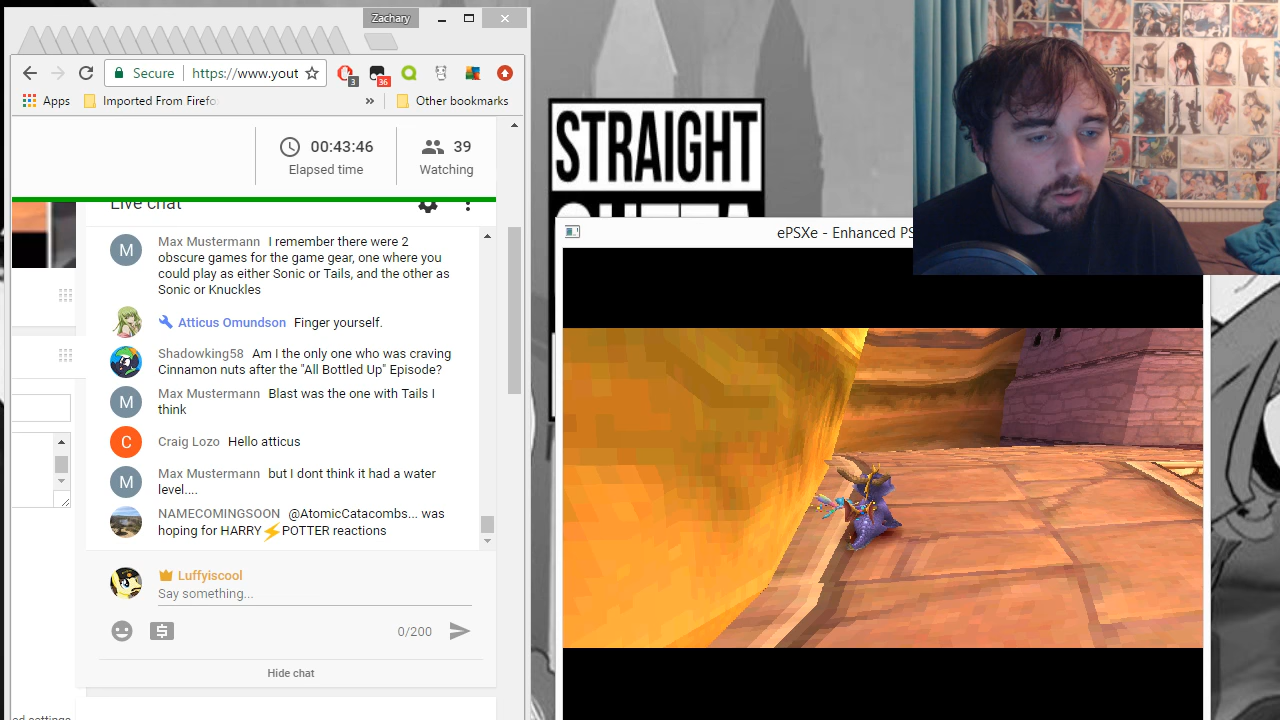 Zachary
Secure https://www.yout
3
36
Apps Imported From Firefo
» Other bookmarks
00:43:46
Elapsed time
39
Watching
Live chat
M Max Mustermann I remember there were 2
obscure games for the game gear, one where you
could play as either Sonic or Tails, and the other as
Sonic or Knuckles
Atticus Omundson Finger yourself.
Shadowking58 Am I the only one who was craving
Cinnamon nuts after the "All Bottled Up" Episode?
M Max Mustermann Blast was the one with Tails I
think
C Craig Lozo Hello atticus
M Max Mustermann but I dont think it had a water
level....
NAMECOMINGSOON @AtomicCatacombs... was
hoping for HARRY⚡POTTER reactions
Luffyiscool
Say something...
0/200
Hide chat
ed settings
STRAIGHT
OUTTA
ePSXe - Enhanced PS